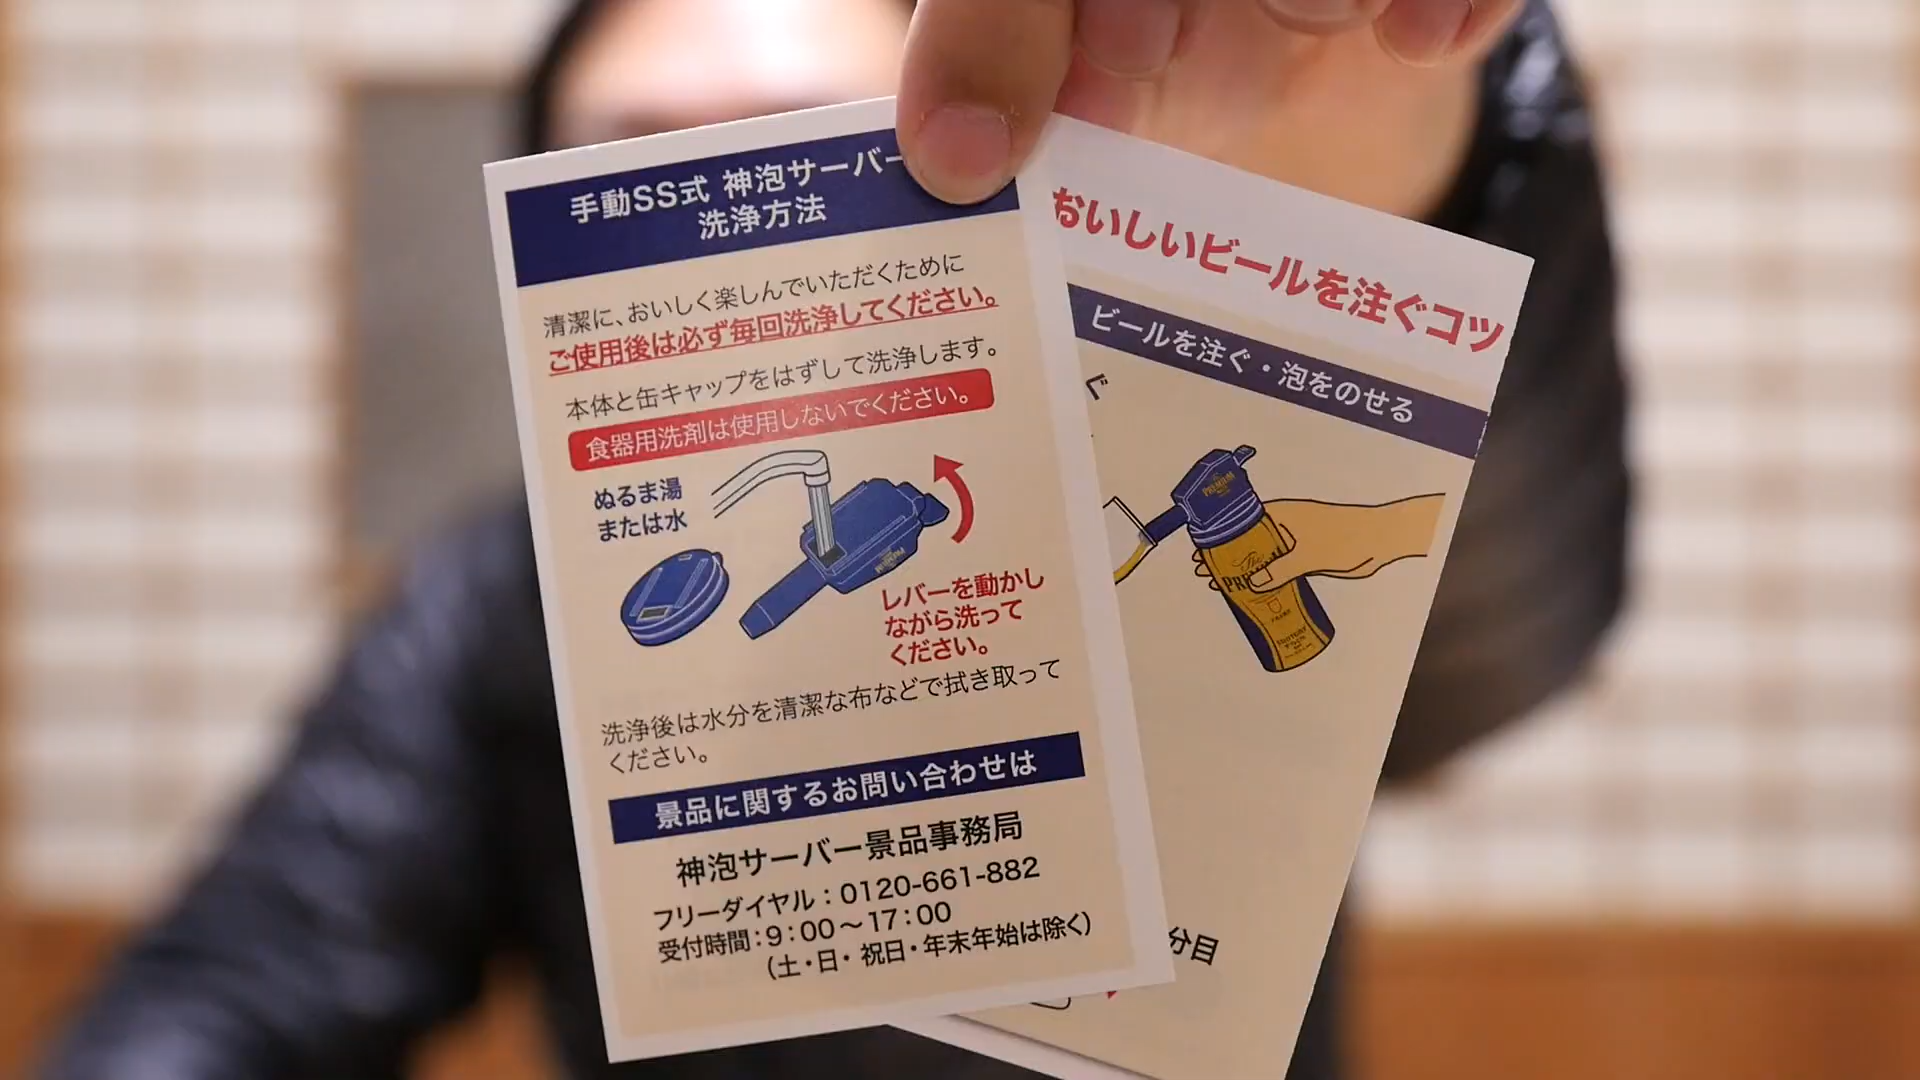 手動SS式 神泡サーバー
洗浄方法
清潔に、おいしく楽しんでいただくために
ご使用後は必ず毎回洗浄してください。
本体と缶キャップをはずして洗浄します。
食器用洗剤は使用しないでください。
ぬるま湯
または水
レバーを動かし
ながら洗って
ください。
洗浄後は水分を清潔な布などで拭き取って
ください。
景品に関するお問い合わせは
神泡サーバー景品事務局
フリーダイヤル：0120-661-882
受付時間：9：00～17：00
（土・日・祝日・年末年始は除く）
おいしいビールを注ぐコツ
ビールを注ぐ・泡をのせる
ぐ
PREMIUM
The
分目